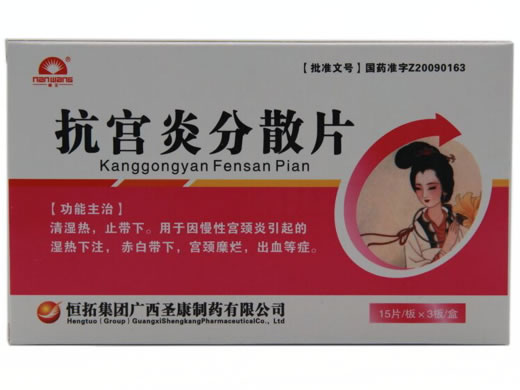 nanwang
【批准文号】国药准字Z20090163
抗宫炎分散片
Kanggongyan Fensan Pian
【功能主治】
清湿热，止带下。用于因慢性宫颈炎引起的
湿热下注，赤白带下，宫颈糜烂，出血等症。
恒拓集团广西圣康制药有限公司
Hengtuo（Group）GuangxiShengkangPharmaceuticalCo.，Ltd
15片/板×3板/盒